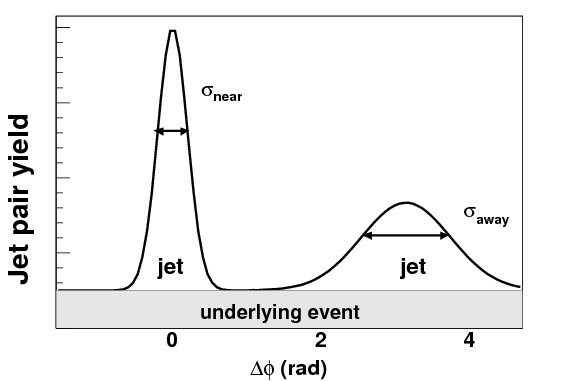 Jet pair yield
σnear
σaway
jet
jet
underlying event
0 2 4
Δϕ (rad)